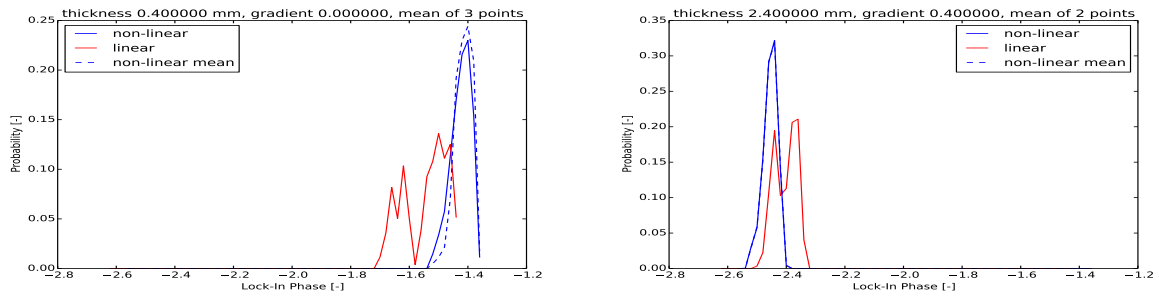 thickness 0.400000 mm, gradient 0.000000, mean of 3 points
0.25
0.20
0.15
0.10
0.05
0.00
Probability [-]
non-linear
linear
non-linear mean
−2.8 −2.6 −2.4 −2.2 −2.0 −1.8 −1.6 −1.4 −1.2
Lock-In Phase [-]
thickness 2.400000 mm, gradient 0.400000, mean of 2 points
0.35
0.30
0.25
0.20
0.15
0.10
0.05
0.00
Probability [-]
non-linear
linear
non-linear mean
−2.8 −2.6 −2.4 −2.2 −2.0 −1.8 −1.6 −1.4 −1.2
Lock-In Phase [-]